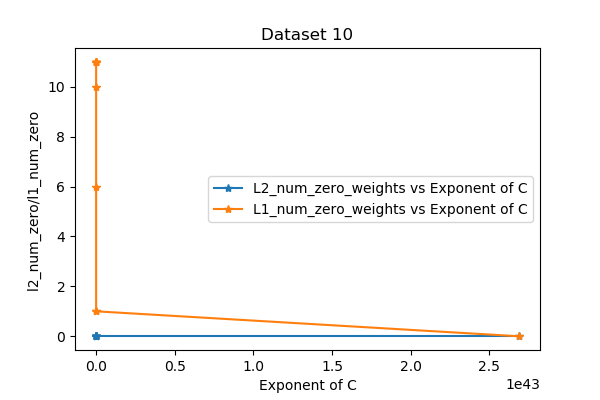 Dataset 10
l2_num_zero/l1_num_zero
10
8
6
4
2
0
L2_num_zero_weights vs Exponent of C
L1_num_zero_weights vs Exponent of C
0.0 0.5 1.0 1.5 2.0 2.5
1e43
Exponent of C